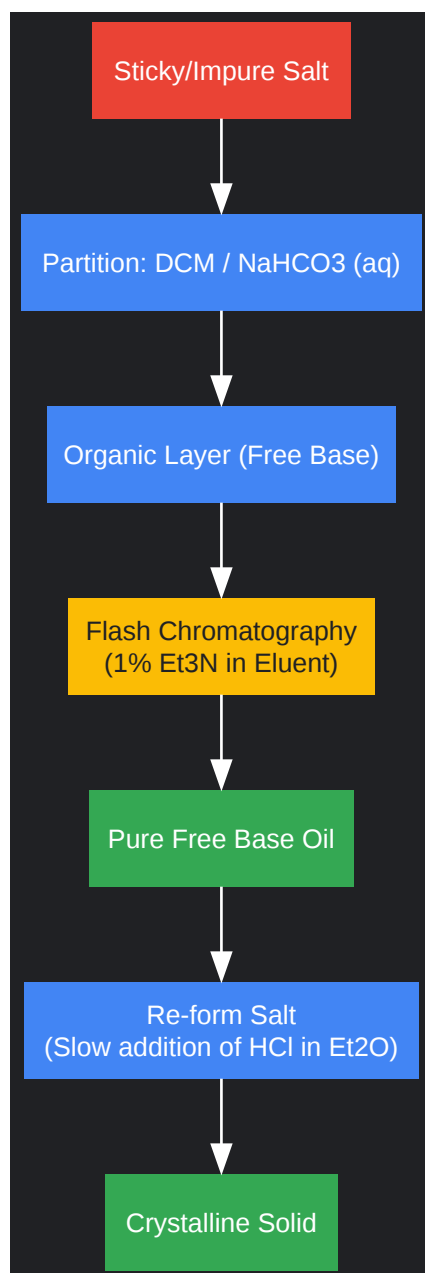 Sticky/Impure Salt
Partition: DCM / NaHCO3 (aq)
Organic Layer (Free Base)
Flash Chromatography
(1% Et3N in Eluent)
Pure Free Base Oil
Re-form Salt
(Slow addition of HCl in Et2O)
Crystalline Solid